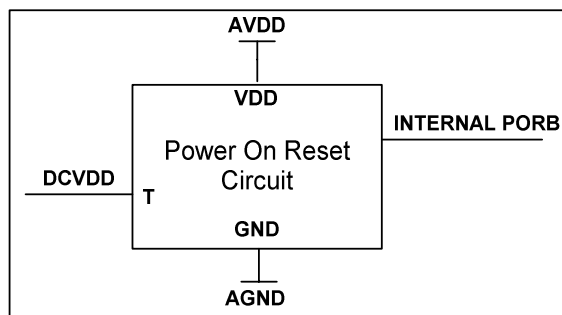 AVDD
VDD
INTERNAL PORB
Power On Reset
Circuit
DCVDD
T
GND
AGND